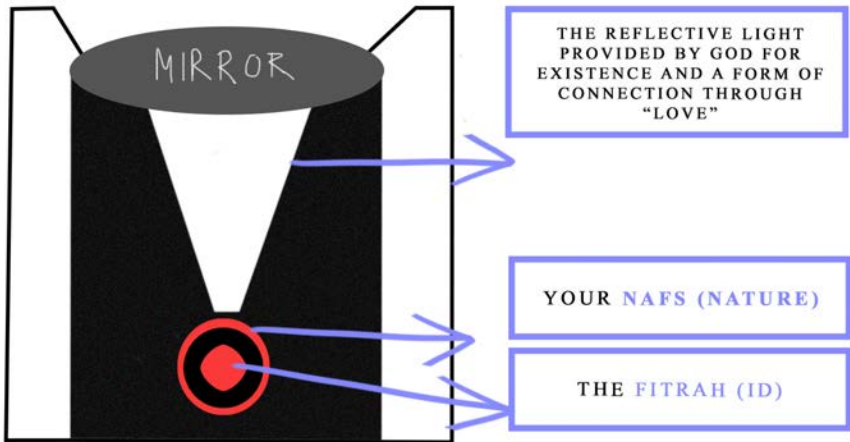 MIRROR
THE REFLECTIVE LIGHT
PROVIDED BY GOD FOR
EXISTENCE AND A FORM OF
CONNECTION THROUGH
“LOVE”
YOUR NAFS (NATURE)
THE FITRAH (ID)